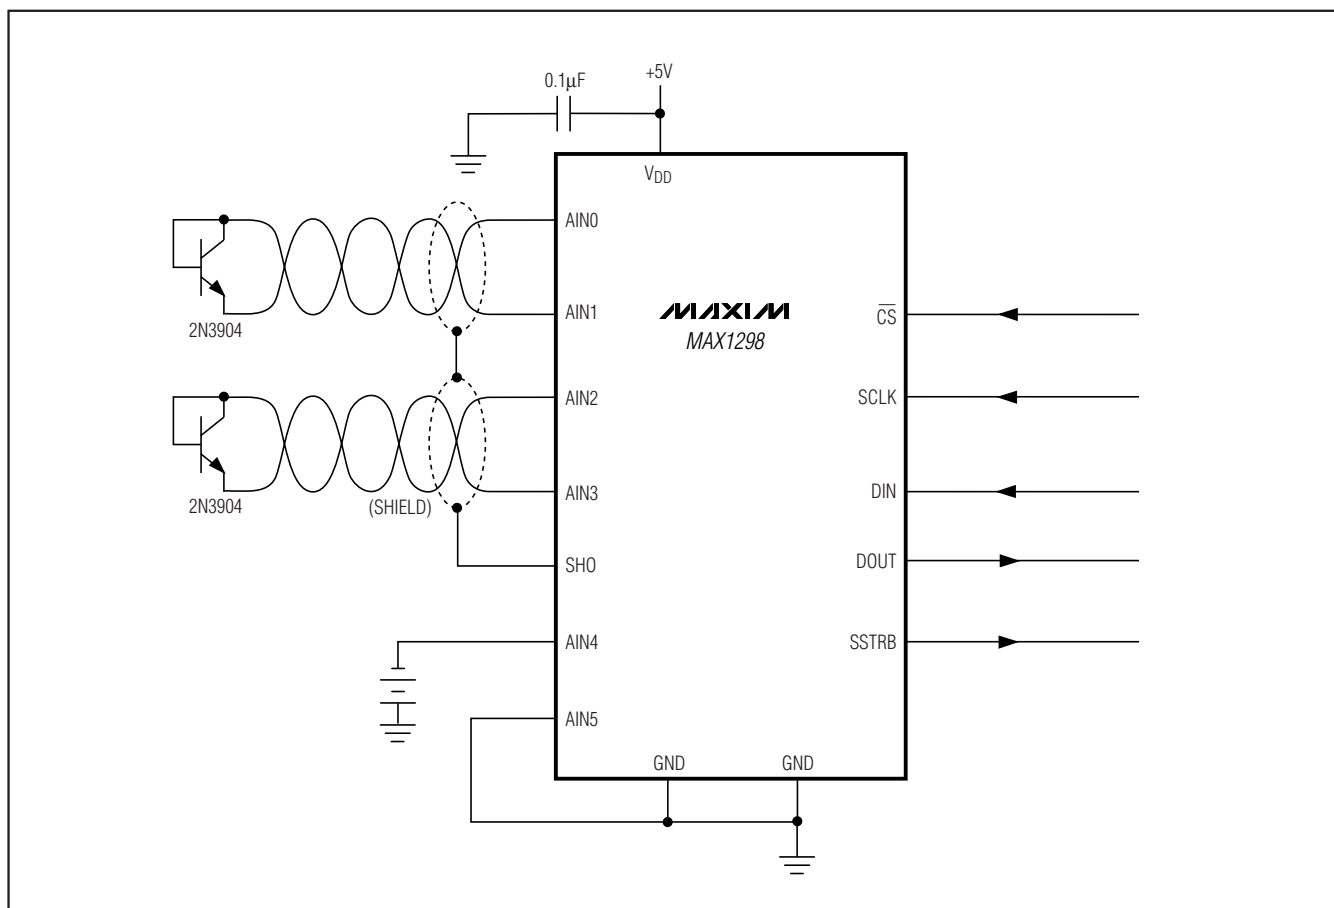 0.1µF
+5V
VDD
AIN0
AIN1
2N3904
MAXIM
MAX1298
CS
AIN2
SCLK
AIN3
DIN
2N3904
(SHIELD)
SHO
DOUT
AIN4
SSTRB
AIN5
GND
GND